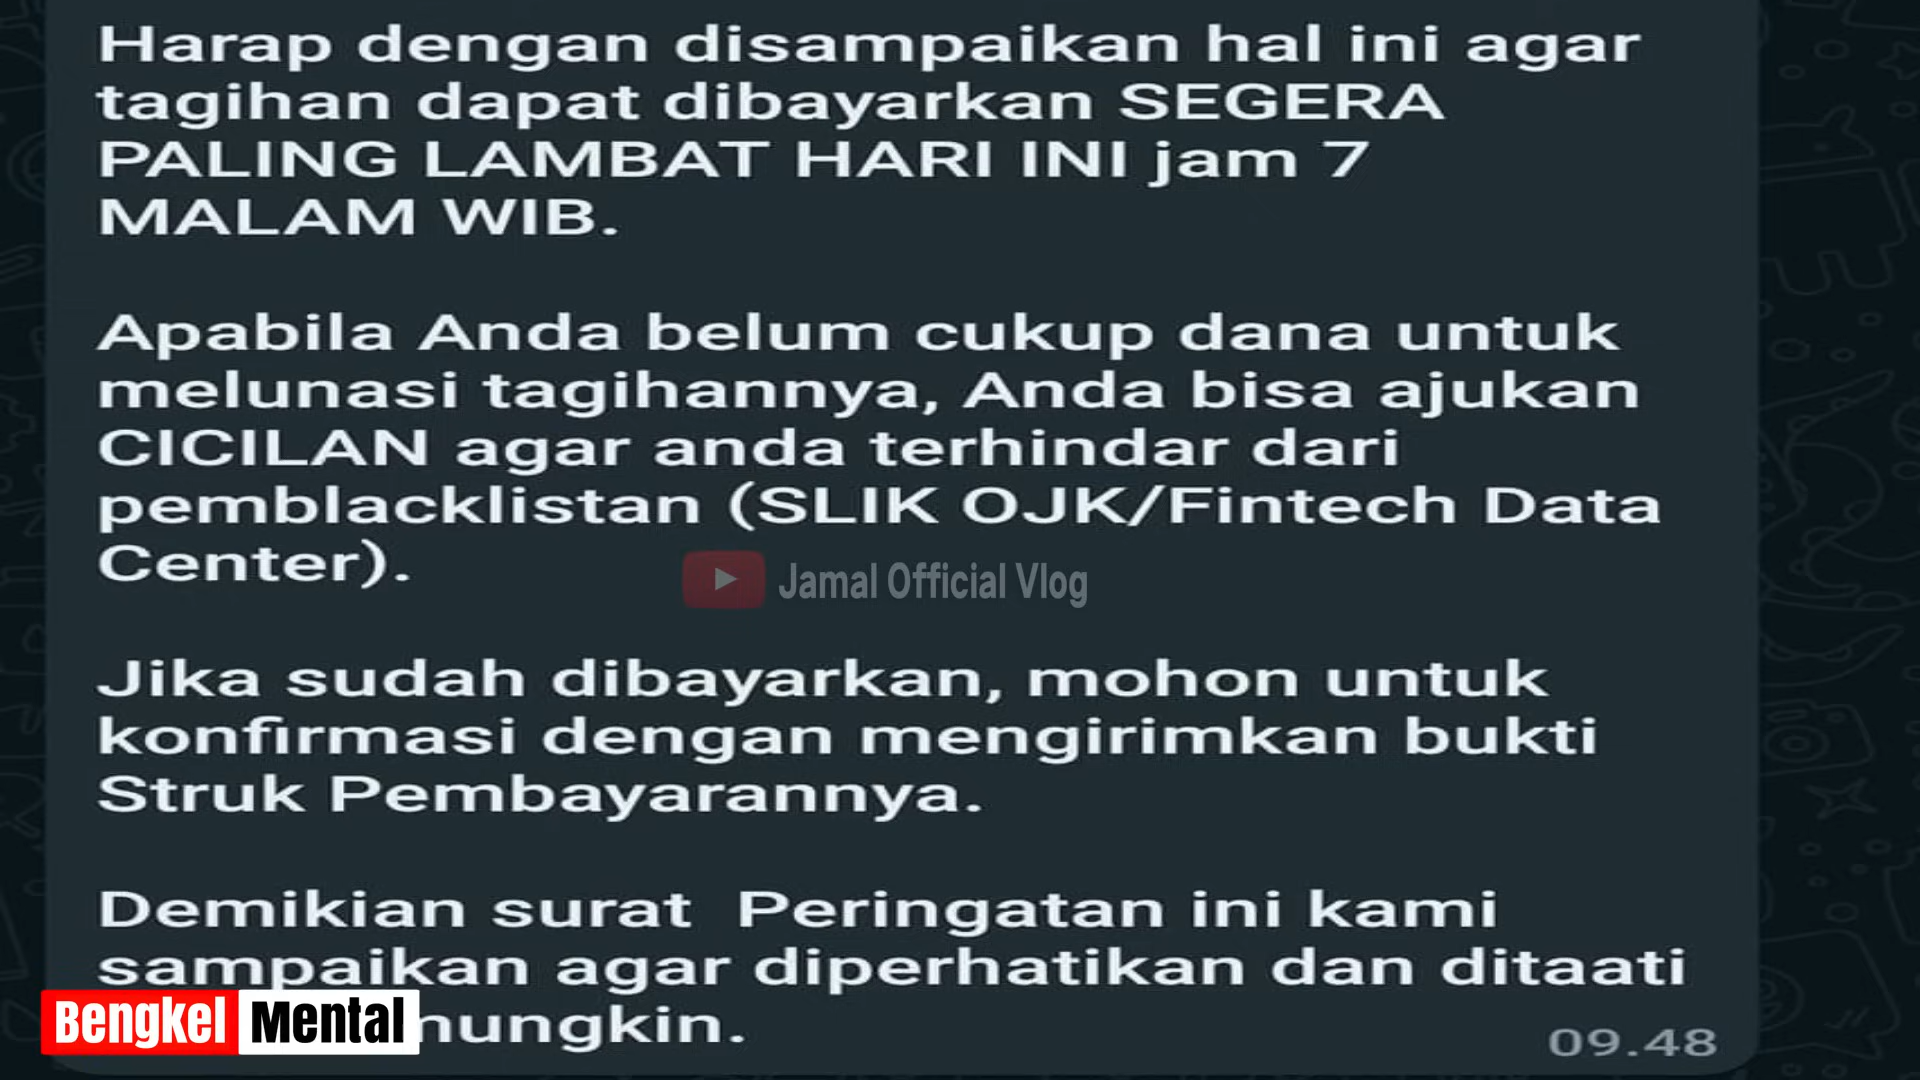 Harap dengan disampaikan hal ini agar
tagihan dapat dibayarkan SEGERA
PALING LAMBAT HARI INI jam 7
MALAM WIB.
Apabila Anda belum cukup dana untuk
melunasi tagihannya, Anda bisa ajukan
CICILAN agar anda terhindar dari
pemblacklistan (SLIK OJK/Fintech Data
Center).
Jamal Official Vlog
Jika sudah dibayarkan, mohon untuk
konfirmasi dengan mengirimkan bukti
Struk Pembayarannya.
Demikian surat  Peringatan ini kami
sampaikan agar diperhatikan dan ditaati
09.48
Bengkel Mental